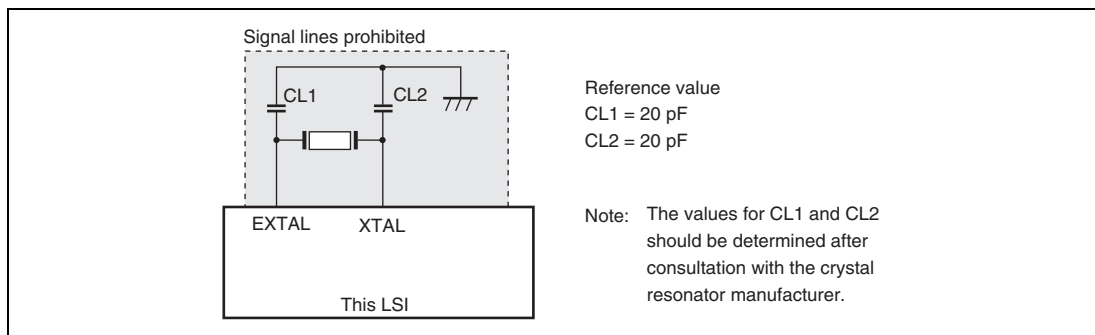 Signal lines prohibited
CL1
CL2
EXTAL
XTAL
This LSI
Reference value
CL1 = 20 pF
CL2 = 20 pF
Note: The values for CL1 and CL2
should be determined after
consultation with the crystal
resonator manufacturer.